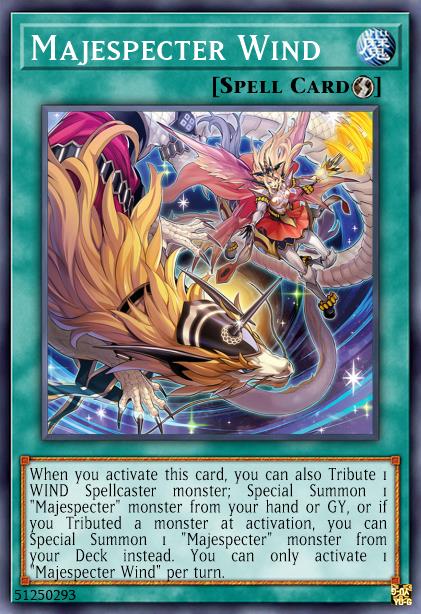 Majespecter Wind
[Spell Card]
When you activate this card, you can also Tribute 1
WIND Spellcaster monster; Special Summon 1
"Majespecter" monster from your hand or GY, or if
you Tributed a monster at activation, you can
Special Summon 1 "Majespecter" monster from
your Deck instead. You can only activate 1
"Majespecter Wind" per turn.
51250293